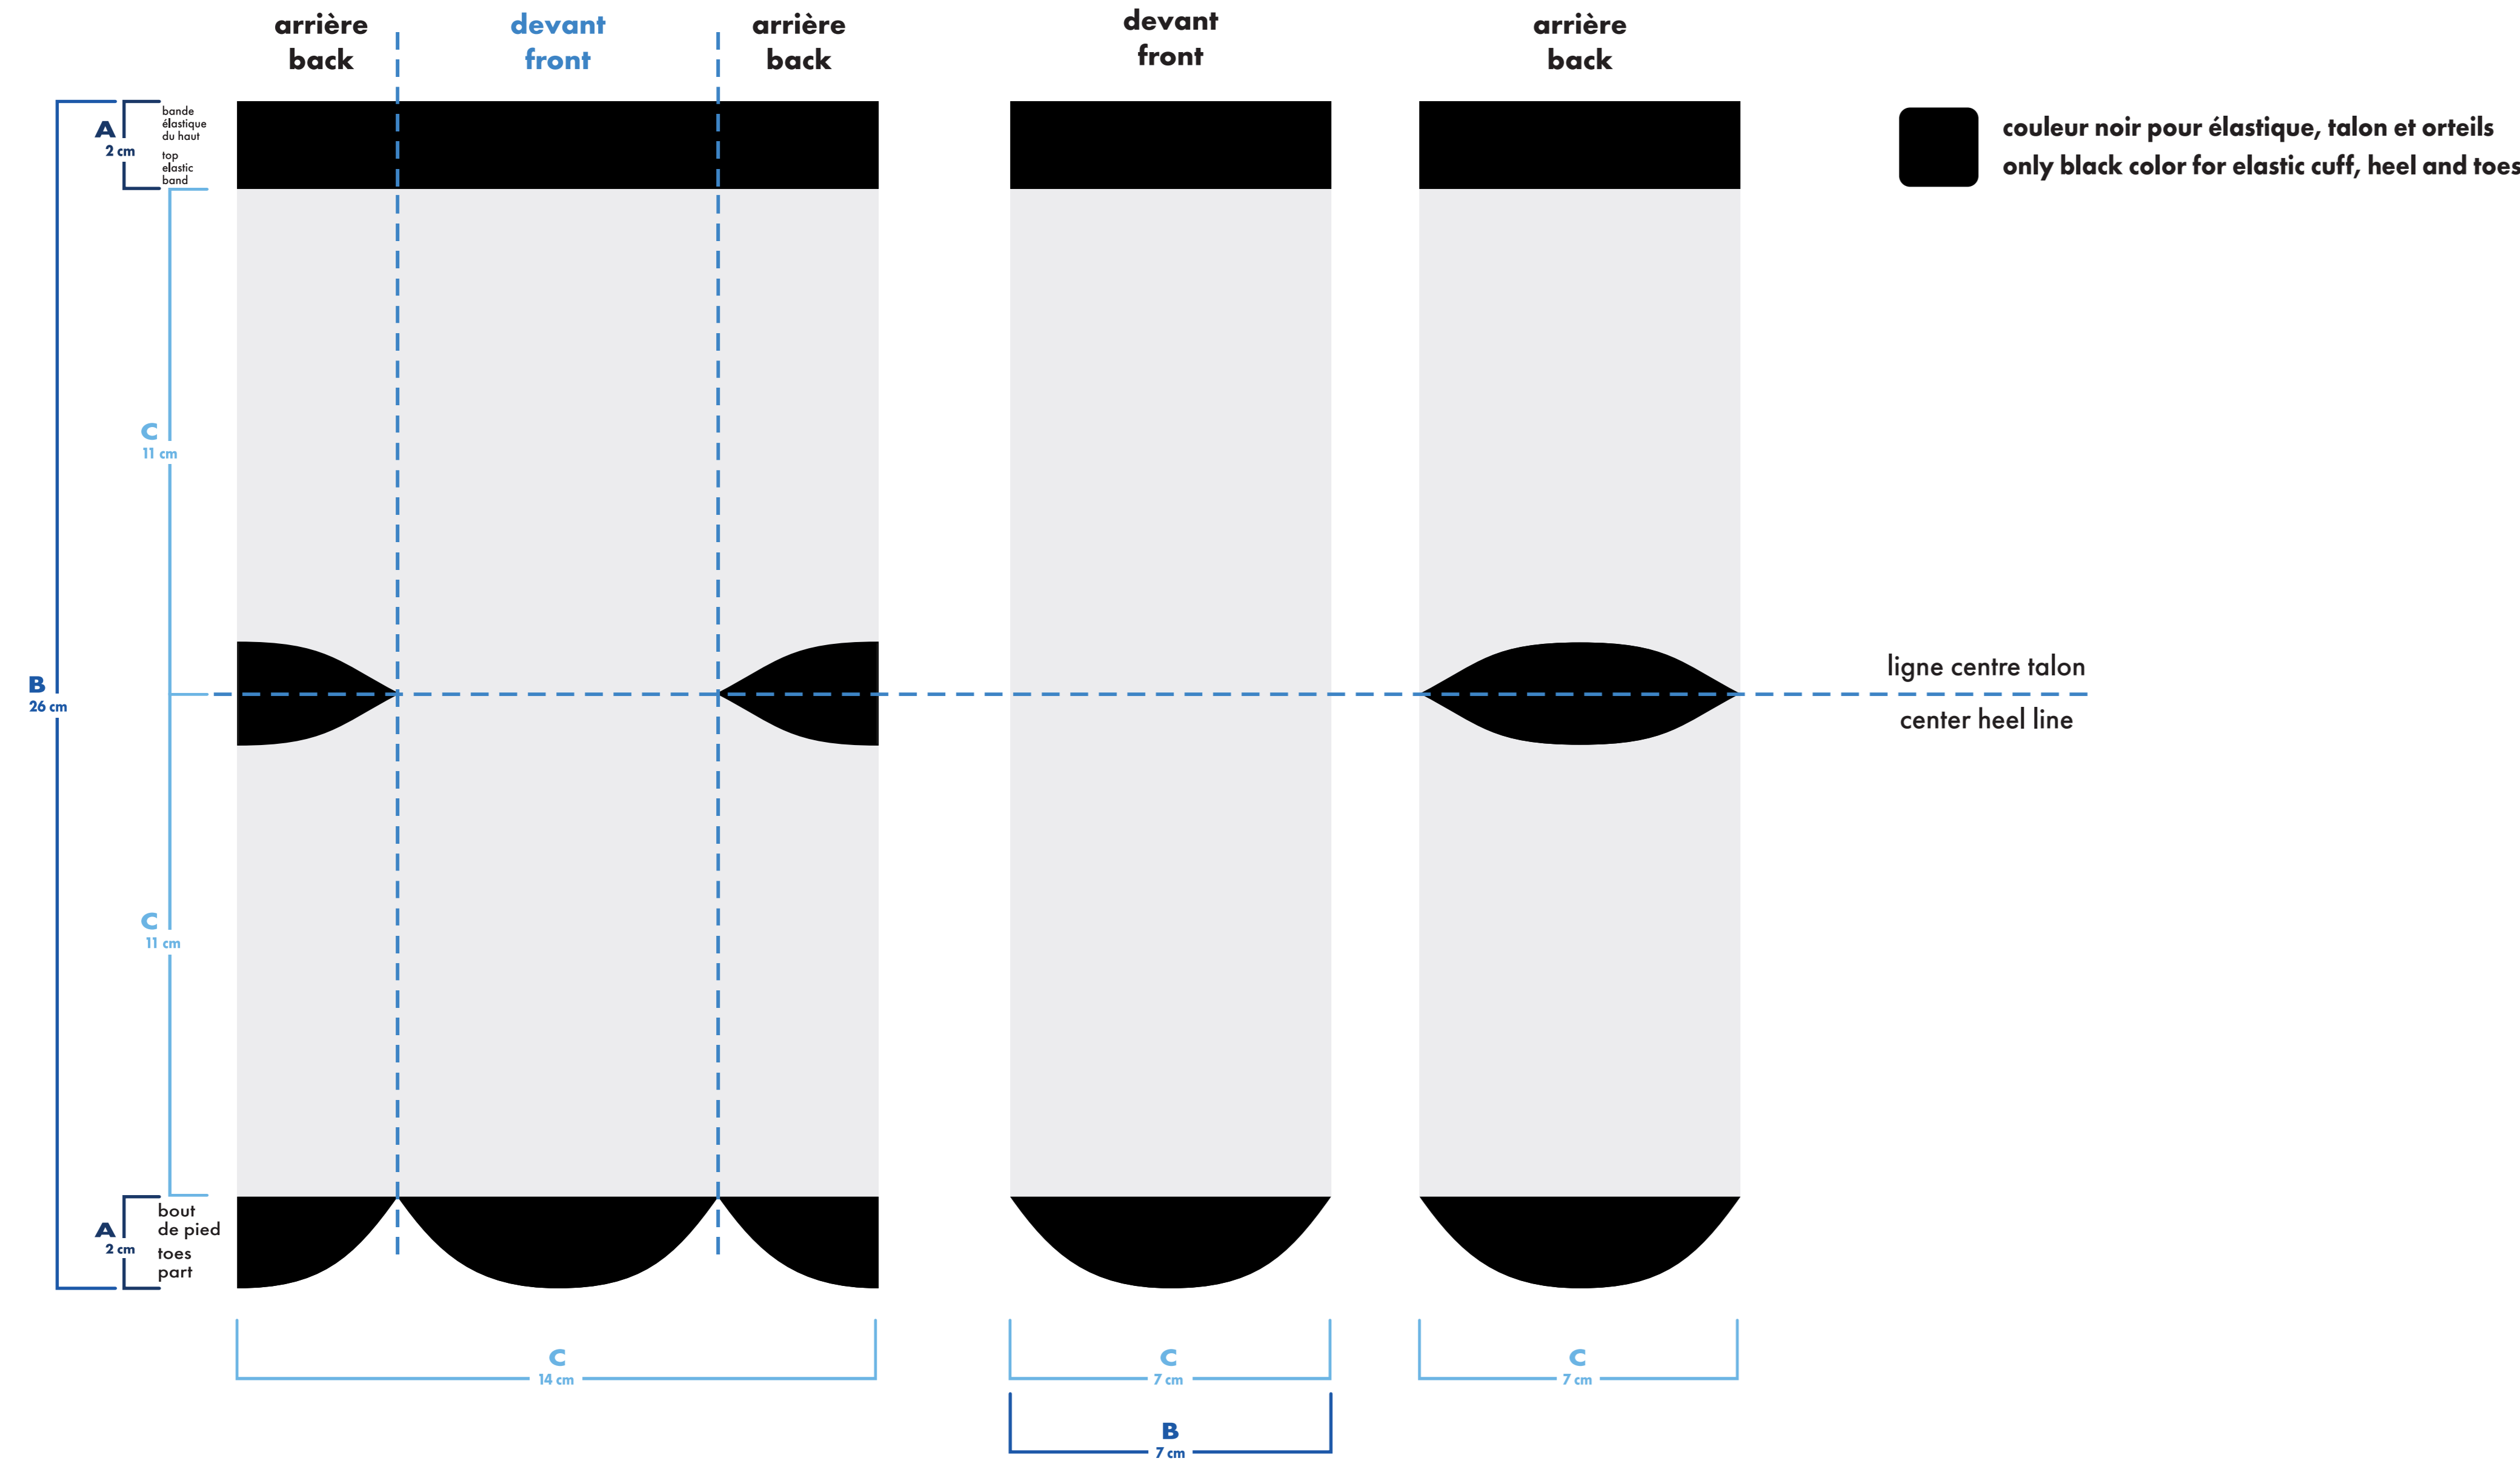 arrière
back
devant
front
arrière
back
devant
front
arrière
back
A
2 cm
bande
élastique
du haut
top
elastic
band
couleur noir pour élastique, talon et orteils
only black color for elastic cuff, heel and toes
C
11 cm
B
26 cm
ligne centre talon
center heel line
C
11 cm
A
2 cm
bout
de pied
toes
part
C
14 cm
C
7 cm
C
7 cm
B
7 cm